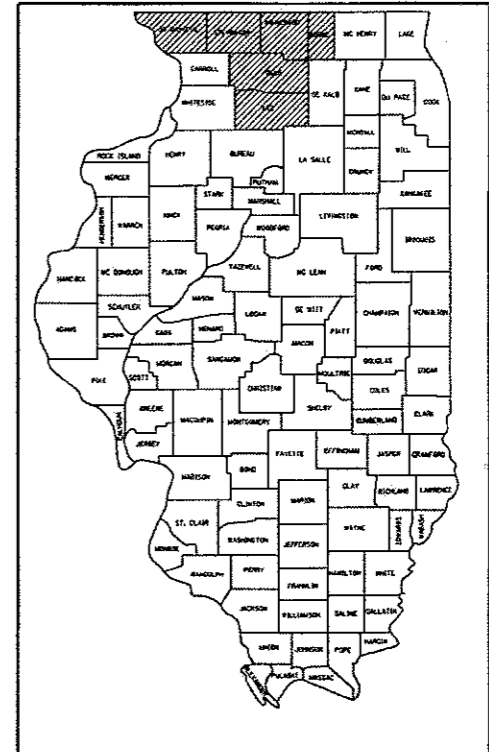 MC HENRY LAKE
CARROLL OGLE DE KALB KANE DU PAGE COOK
WHITESIDE LEE
KENDALL WILL
ROCK ISLAND HENRY BUREAU LA SALLE GRUNDY
MERCER PUTNAM KANKAKEE
STARK MARSHALL
HENDERSON WARREN KNOX PEORIA WOODFORD LIVINGSTON IROQUOIS
HANCOCK MC DONOUGH FULTON TAZEWELL MC LEAN FORD
SCHUYLER MASON
ADAMS BROWN CASS MENARD LOGAN DE WITT PIATT CHAMPAIGN VERMILION
MACON
PIKE SCOTT MORGAN SANGAMON MOULTRIE DOUGLAS EDGAR
CHRISTIAN COLES
GREENE SHELBY CUMBERLAND CLARK
CALHOUN JERSEY MACOUPIN MONTGOMERY
FAYETTE EFFINGHAM JASPER CRAWFORD
MADISON BOND CLAY RICHLAND LAWRENCE
CLINTON MARION
ST. CLAIR WAYNE EDWARDS WABASH
MONROE WASHINGTON JEFFERSON
RANDOLPH PERRY HAMILTON WHITE
FRANKLIN
JACKSON WILLIAMSON SALINE GALLATIN
UNION JOHNSON POPE HARDIN
ALEXANDER PULASKI MASSAC